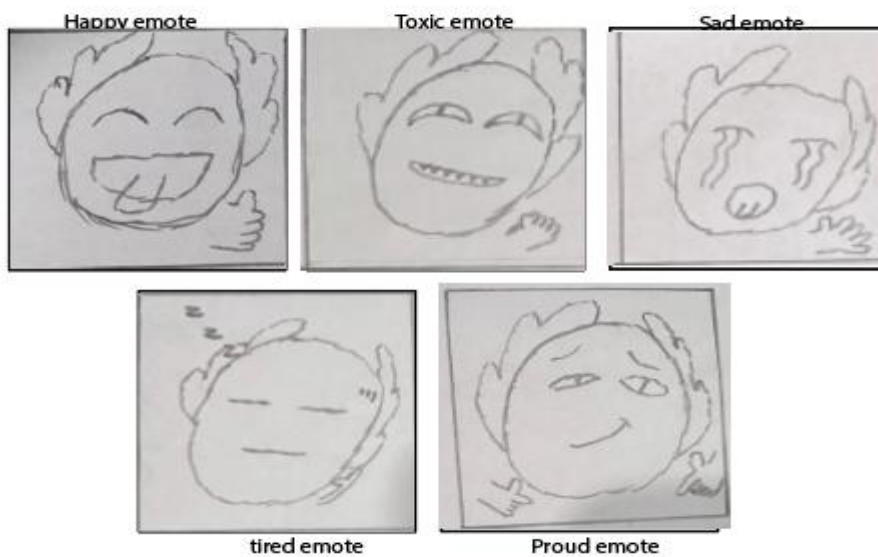 Happy emote
Toxic emote
Sad emote
z
z
z
tired emote
Proud emote